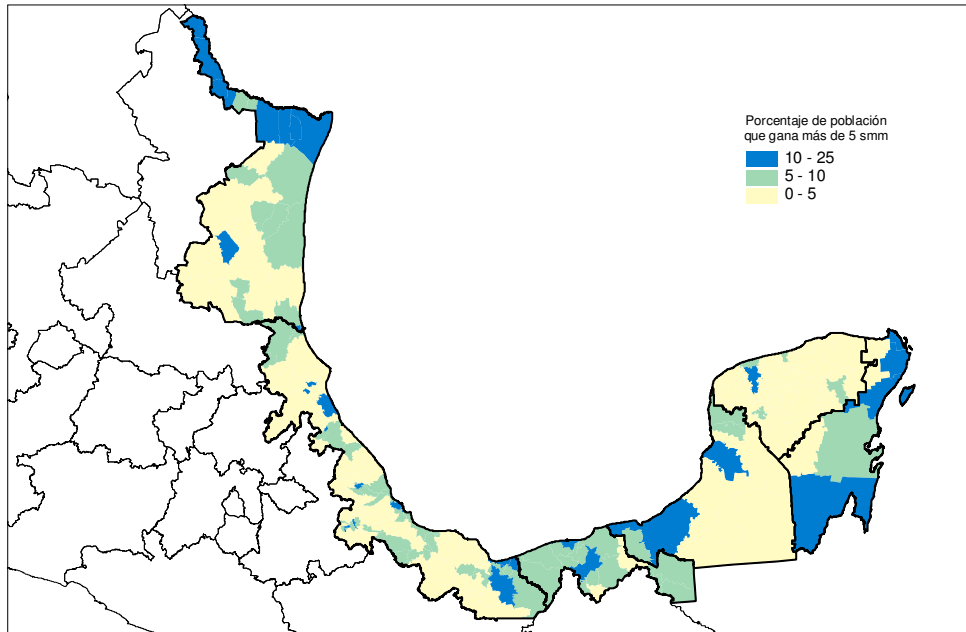 Porcentaje de población
que gana más de 5 smm
10 - 25
5 - 10
0 - 5